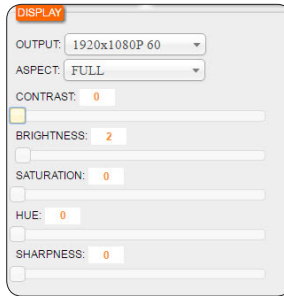 DISPLAY
OUTPUT: 1920x1080P 60
ASPECT: FULL
CONTRAST: 0
BRIGHTNESS: 2
SATURATION: 0
HUE: 0
SHARPNESS: 0